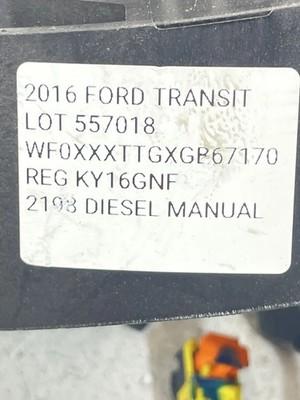 2016 FORD TRANSIT
LOT 557018
WF0XXXTTGXGB67170
REG KY16GNF
2198 DIESEL MANUAL